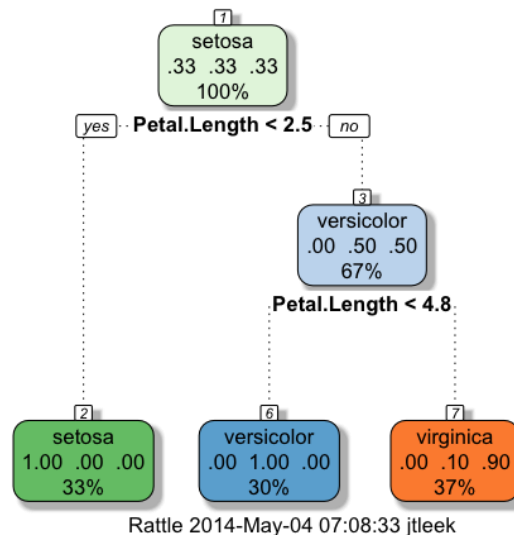 1
setosa
.33 .33 .33
100%
yes Petal.Length < 2.5 no
3
versicolor
.00 .50 .50
67%
Petal.Length < 4.8
2
setosa
1.00 .00 .00
33%
6
versicolor
.00 1.00 .00
30%
7
virginica
.00 .10 .90
37%
Rattle 2014-May-04 07:08:33 jtleek